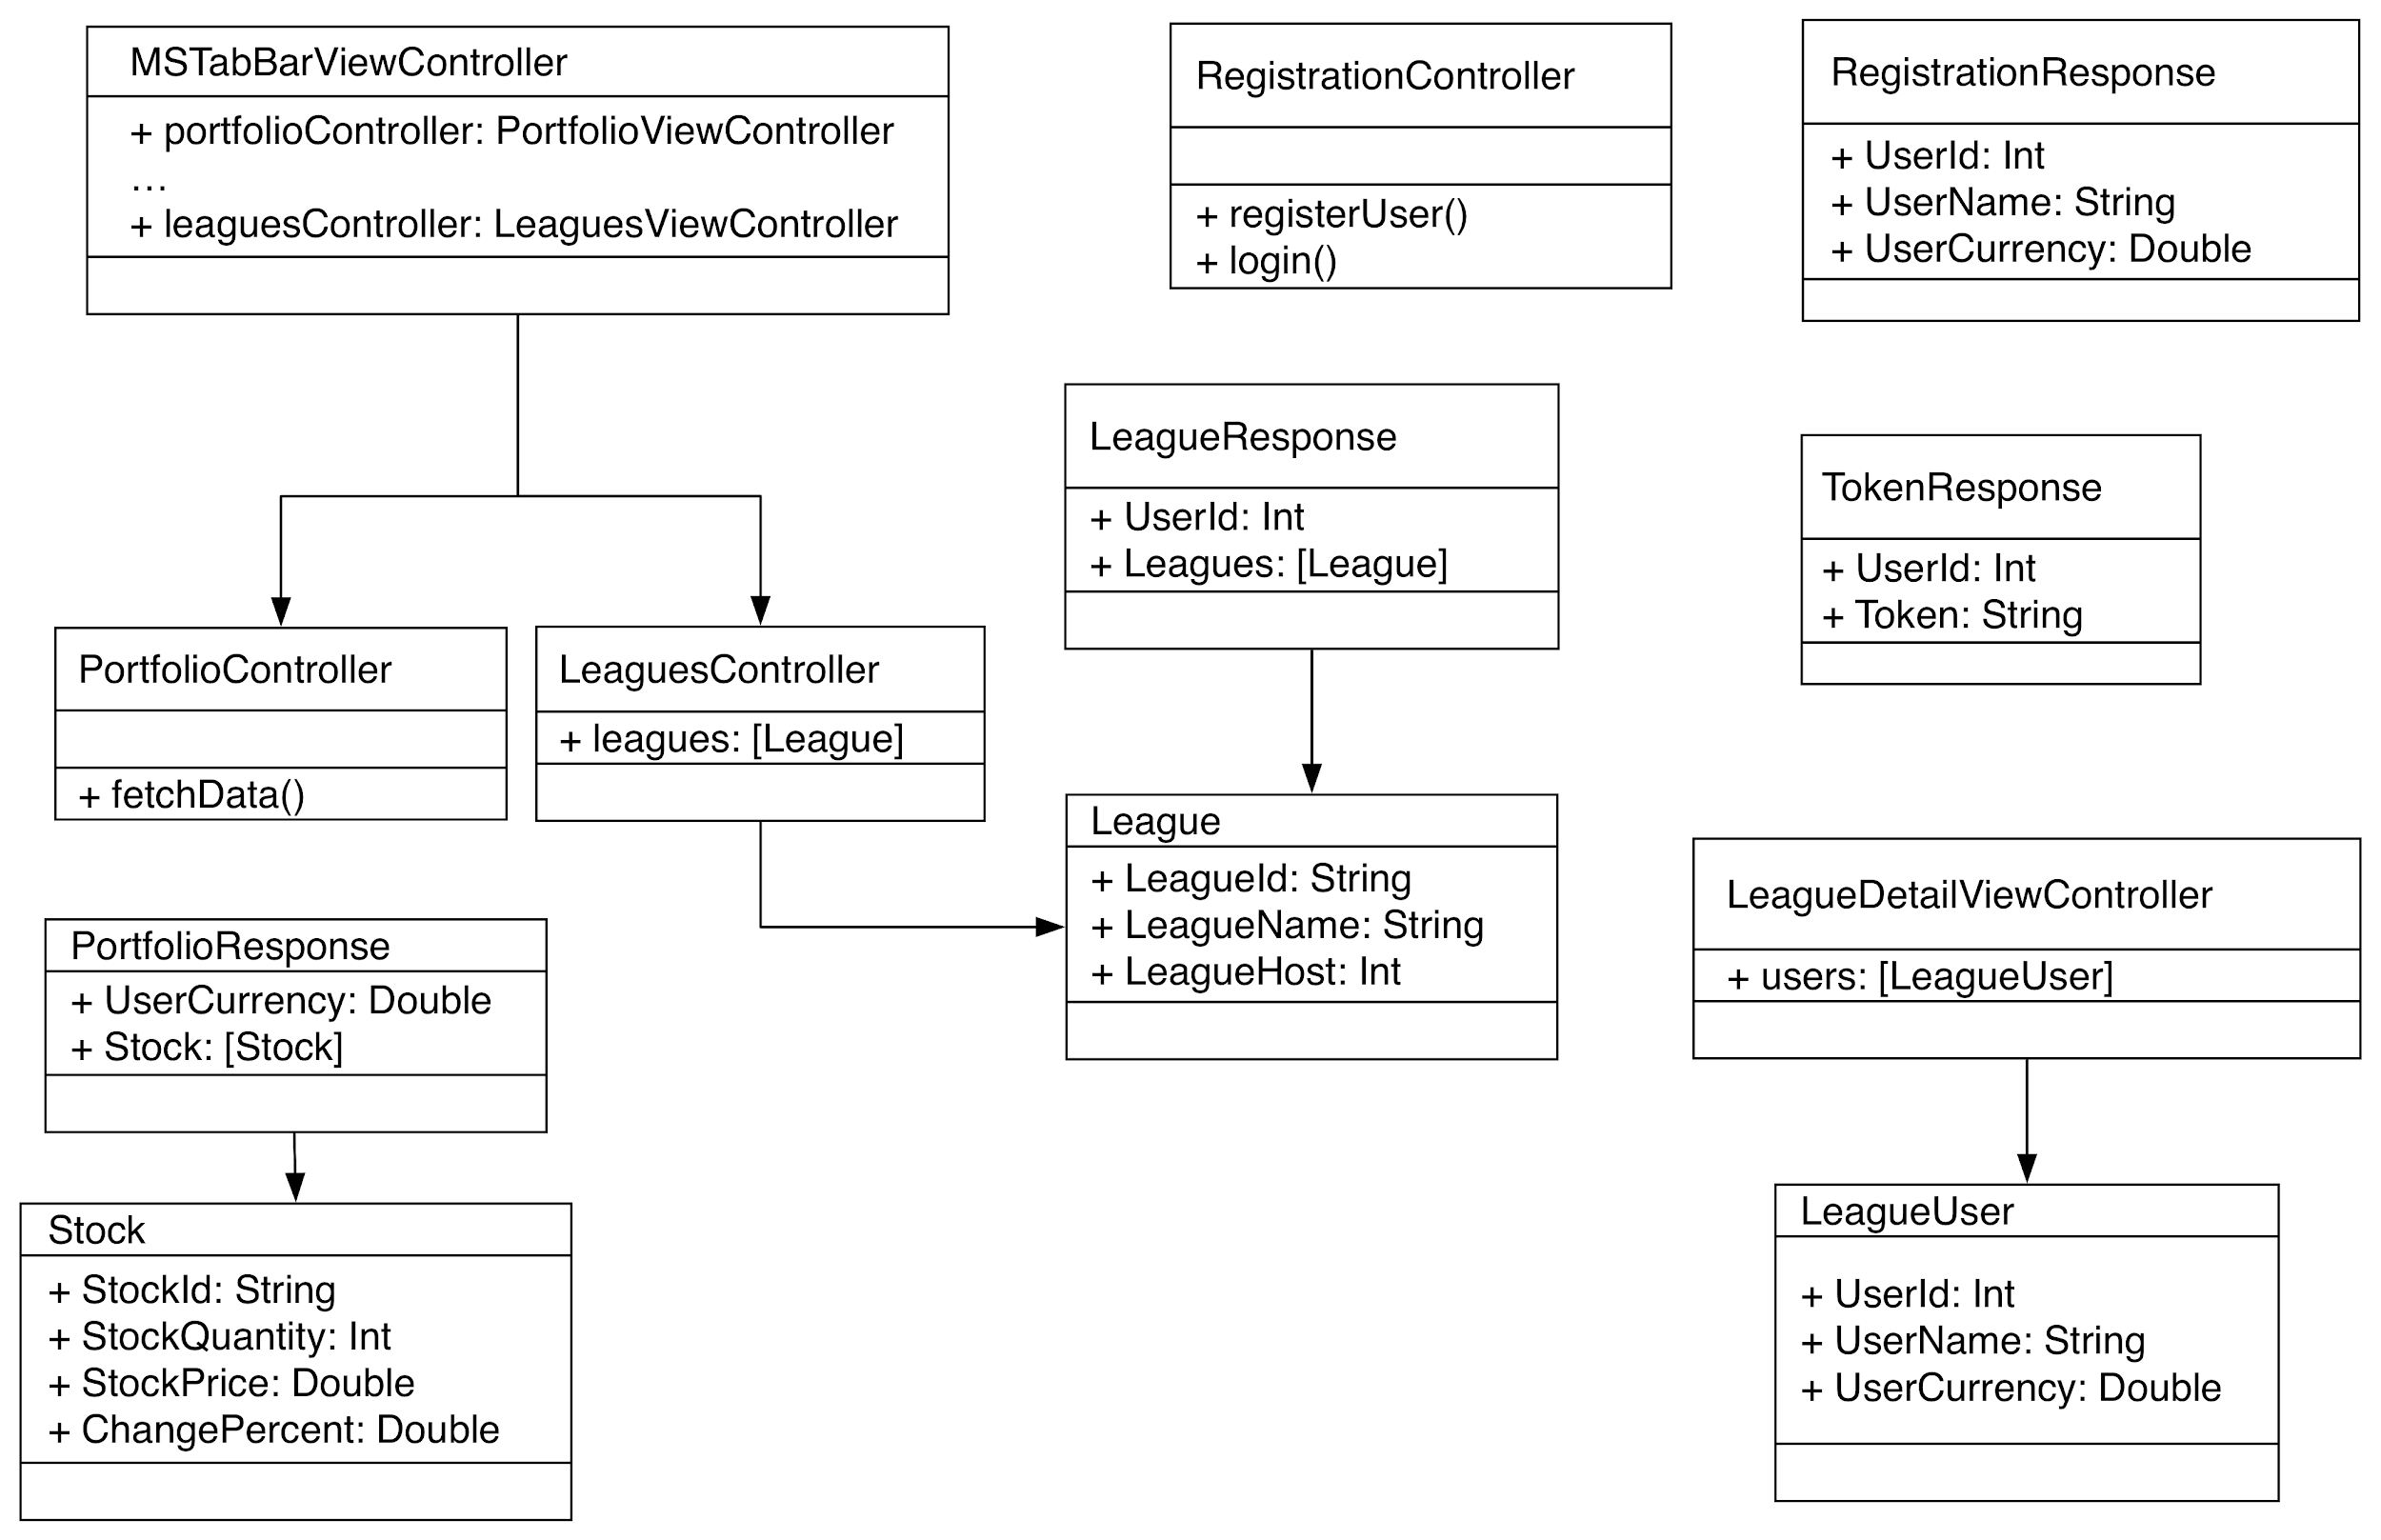 MSTabBarViewController
+ portfolioController: PortfolioViewController
...
+ leaguesController: LeaguesViewController
RegistrationController
+ registerUser()
+ login()
RegistrationResponse
+ UserId: Int
+ UserName: String
+ UserCurrency: Double
LeagueResponse
+ UserId: Int
+ Leagues: [League]
TokenResponse
+ UserId: Int
+ Token: String
PortfolioController
+ fetchData()
LeaguesController
+ leagues: [League]
League
+ LeagueId: String
+ LeagueName: String
+ LeagueHost: Int
LeagueDetailViewController
+ users: [LeagueUser]
PortfolioResponse
+ UserCurrency: Double
+ Stock: [Stock]
Stock
+ StockId: String
+ StockQuantity: Int
+ StockPrice: Double
+ ChangePercent: Double
LeagueUser
+ UserId: Int
+ UserName: String
+ UserCurrency: Double